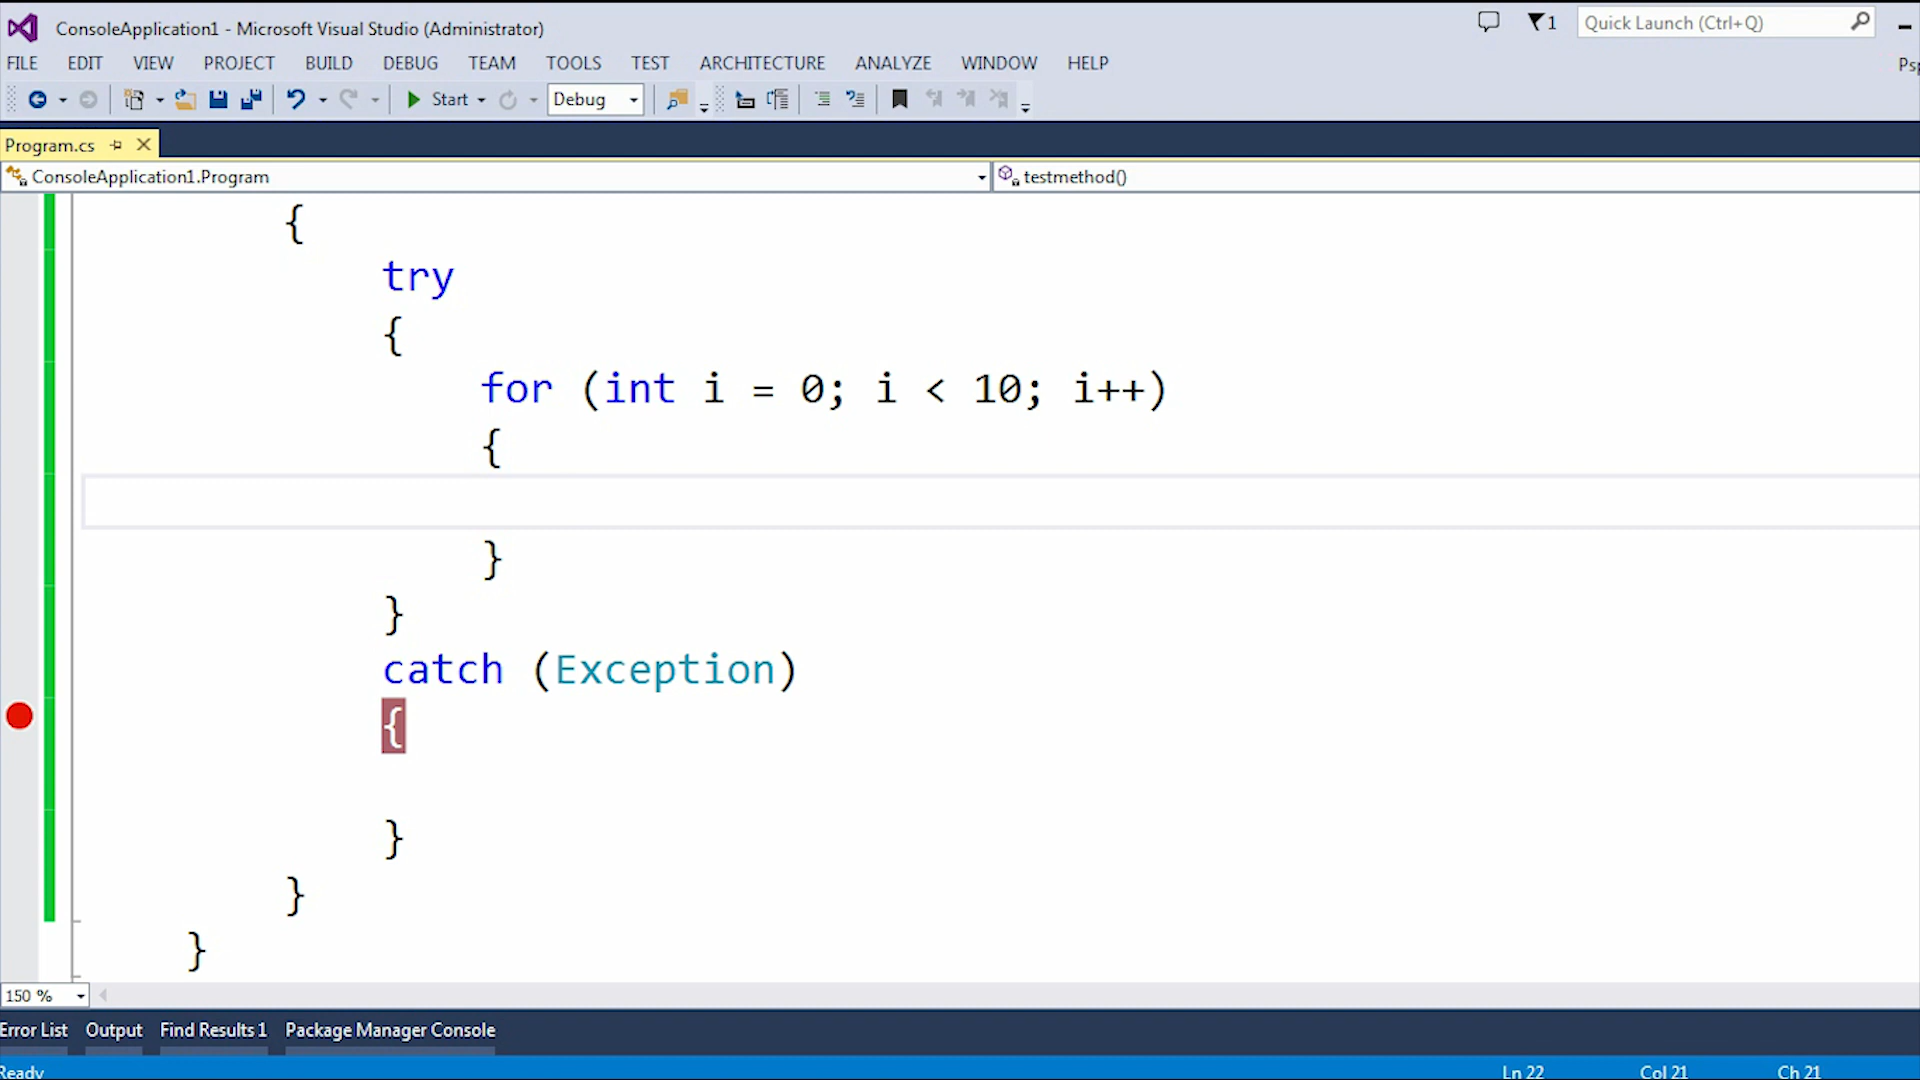 ConsoleApplication1 - Microsoft Visual Studio (Administrator)
1
Quick Launch (Ctrl+Q)
FILE EDIT VIEW PROJECT BUILD DEBUG TEAM TOOLS TEST ARCHITECTURE ANALYZE WINDOW HELP
Start Debug
Program.cs
ConsoleApplication1.Program testmethod()
{
try
{
for (int i = 0; i < 10; i++)
{
}
}
catch (Exception)
{
}
}
}
150 %
Error List Output Find Results 1 Package Manager Console
Ready Ln 22 Col 21 Ch 21